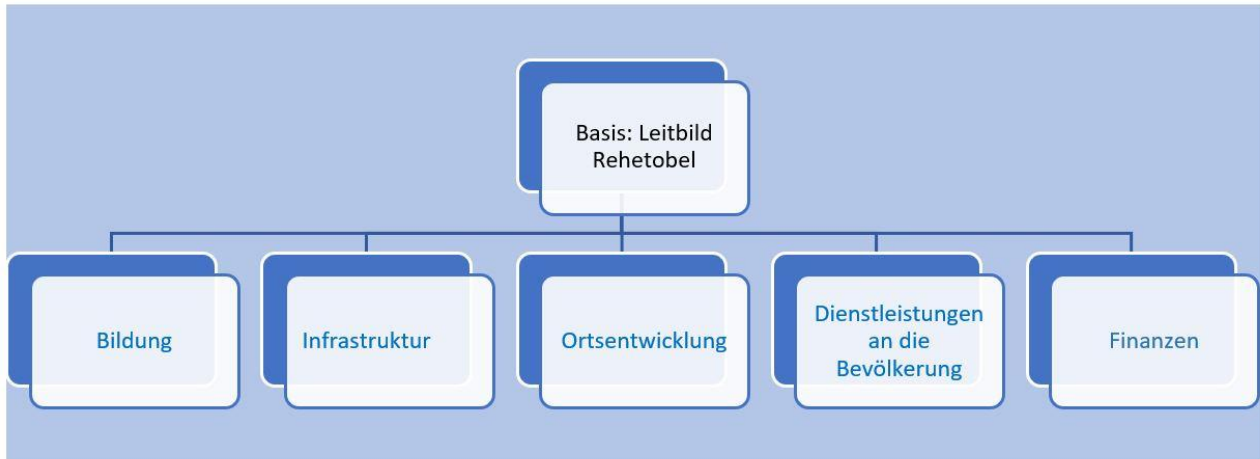 Basis: Leitbild
Rehetobel
Bildung
Infrastruktur
Ortsentwicklung
Dienstleistungen
an die
Bevölkerung
Finanzen